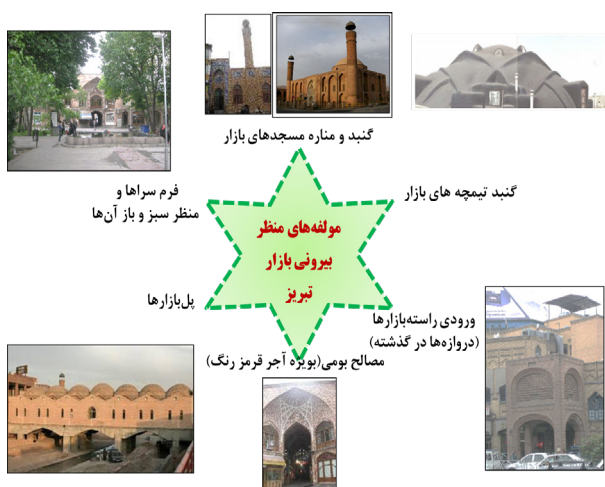 گنبد و مناره مسجدهای بازار
گنبد تیمچه های بازار
فرم سراها و
منظر سبز و باز آن‌ها
مولفه‌های منظر
بیرونی بازار
تبریز
پل‌بازارها
ورودی راسته‌بازارها
(دروازه‌ها در گذشته)
مصالح بومی(بویژه آجر قرمز رنگ)